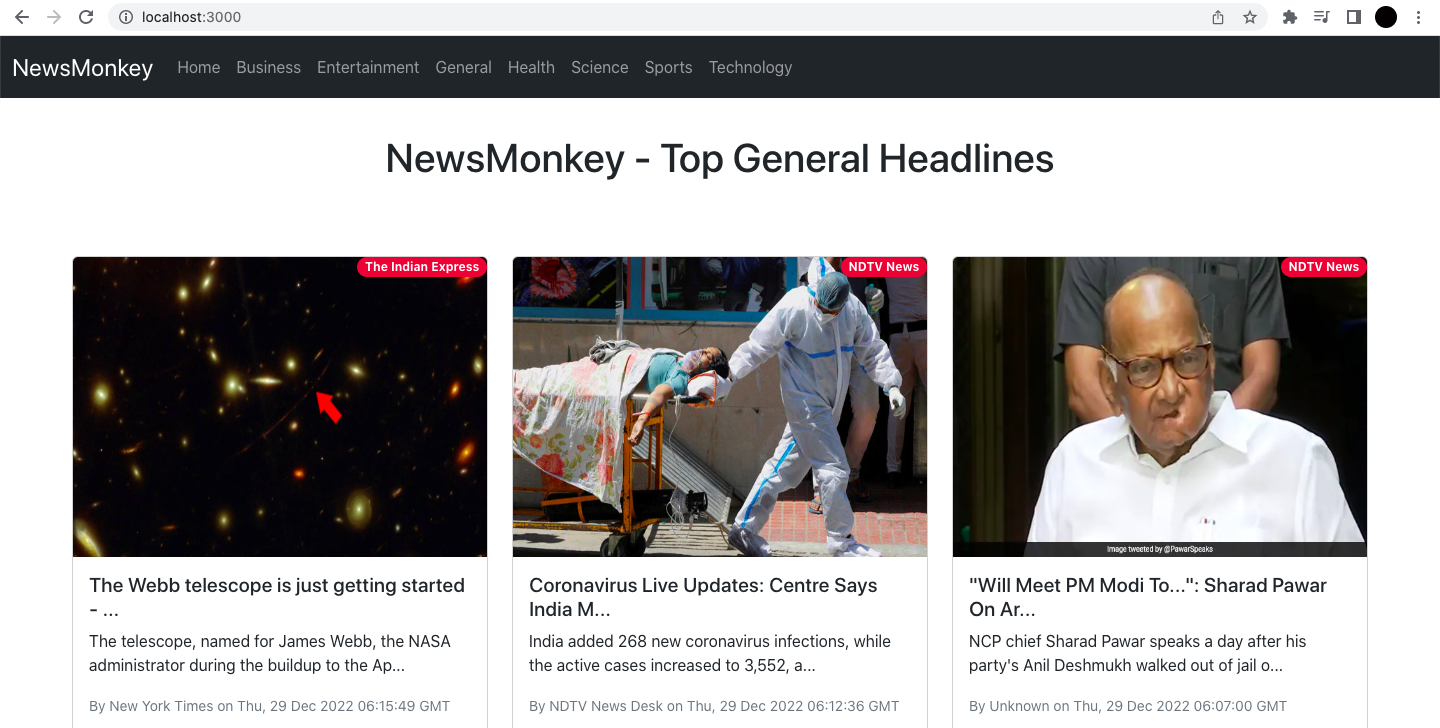 localhost:3000
NewsMonkey Home Business Entertainment General Health Science Sports Technology
NewsMonkey - Top General Headlines
The Indian Express
The Webb telescope is just getting started
- ...
The telescope, named for James Webb, the NASA
administrator during the buildup to the Ap...
By New York Times on Thu, 29 Dec 2022 06:15:49 GMT
NDTV News
Coronavirus Live Updates: Centre Says
India M...
India added 268 new coronavirus infections, while
the active cases increased to 3,552, a...
By NDTV News Desk on Thu, 29 Dec 2022 06:12:36 GMT
NDTV News
Image tweeted by @PawarSpeaks
"Will Meet PM Modi To...": Sharad Pawar
On Ar...
NCP chief Sharad Pawar speaks a day after his
party's Anil Deshmukh walked out of jail o...
By Unknown on Thu, 29 Dec 2022 06:07:00 GMT